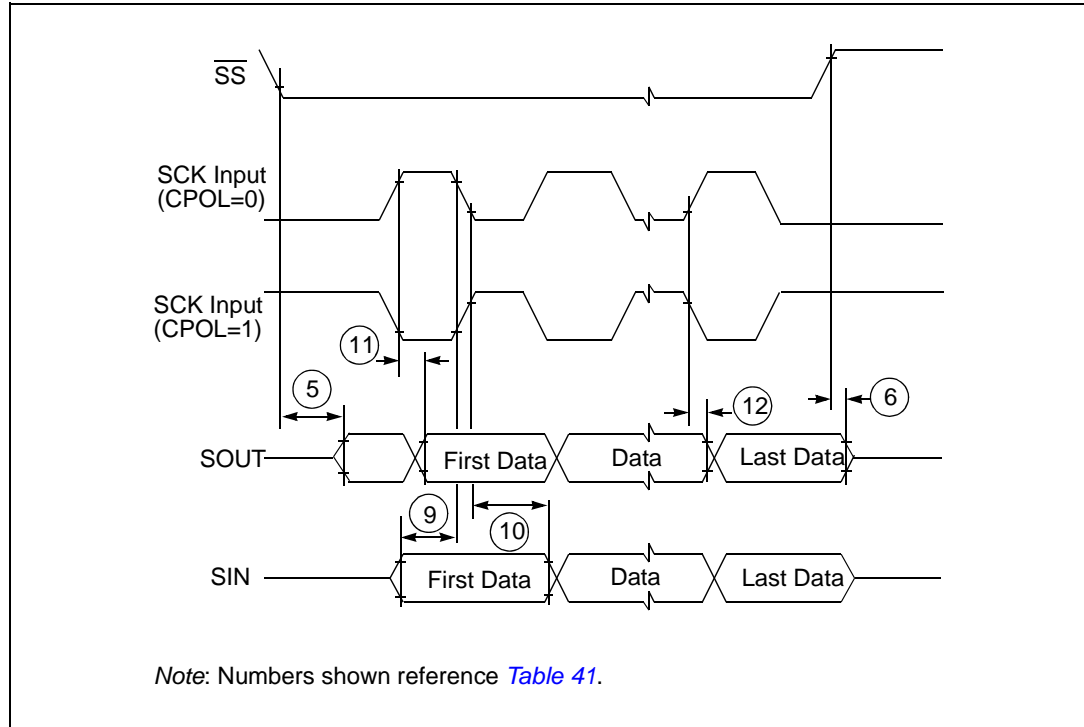 SS
SCK Input
(CPOL=0)
SCK Input
(CPOL=1)
11
5
12
6
SOUT
First Data
Data
Last Data
9
10
SIN
First Data
Data
Last Data
Note: Numbers shown reference Table 41.